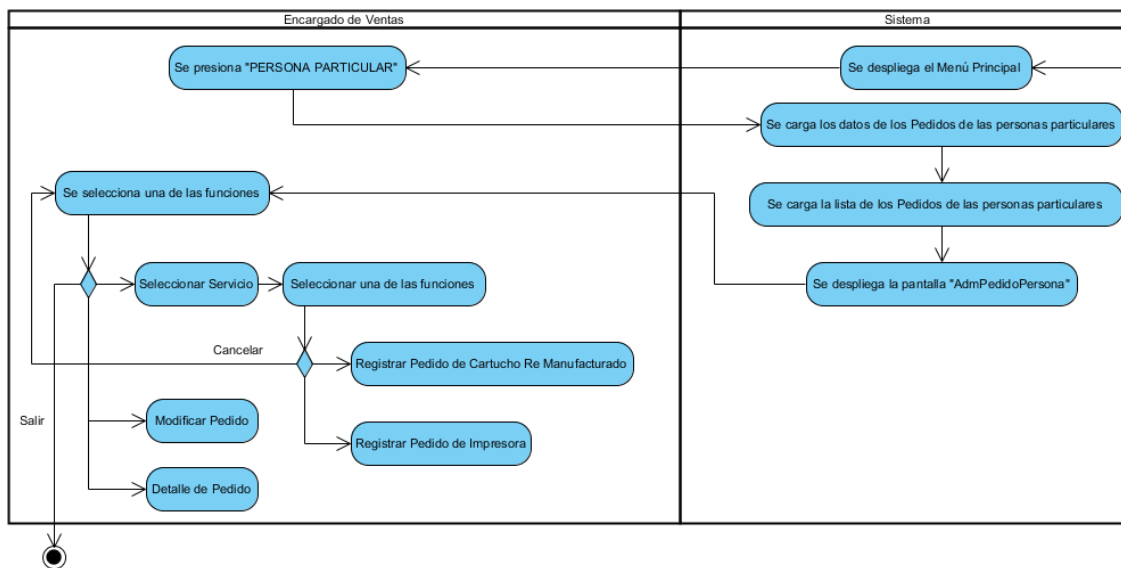 Encargado de Ventas
Sistema
Se presiona "PERSONA PARTICULAR"
Se despliega el Menú Principal
Se carga los datos de los Pedidos de las personas particulares
Se selecciona una de las funciones
Se carga la lista de los Pedidos de las personas particulares
Seleccionar Servicio
Seleccionar una de las funciones
Se despliega la pantalla "AdmPedidoPersona"
Cancelar
Registrar Pedido de Cartucho Re Manufacturado
Salir
Modificar Pedido
Registrar Pedido de Impresora
Detalle de Pedido